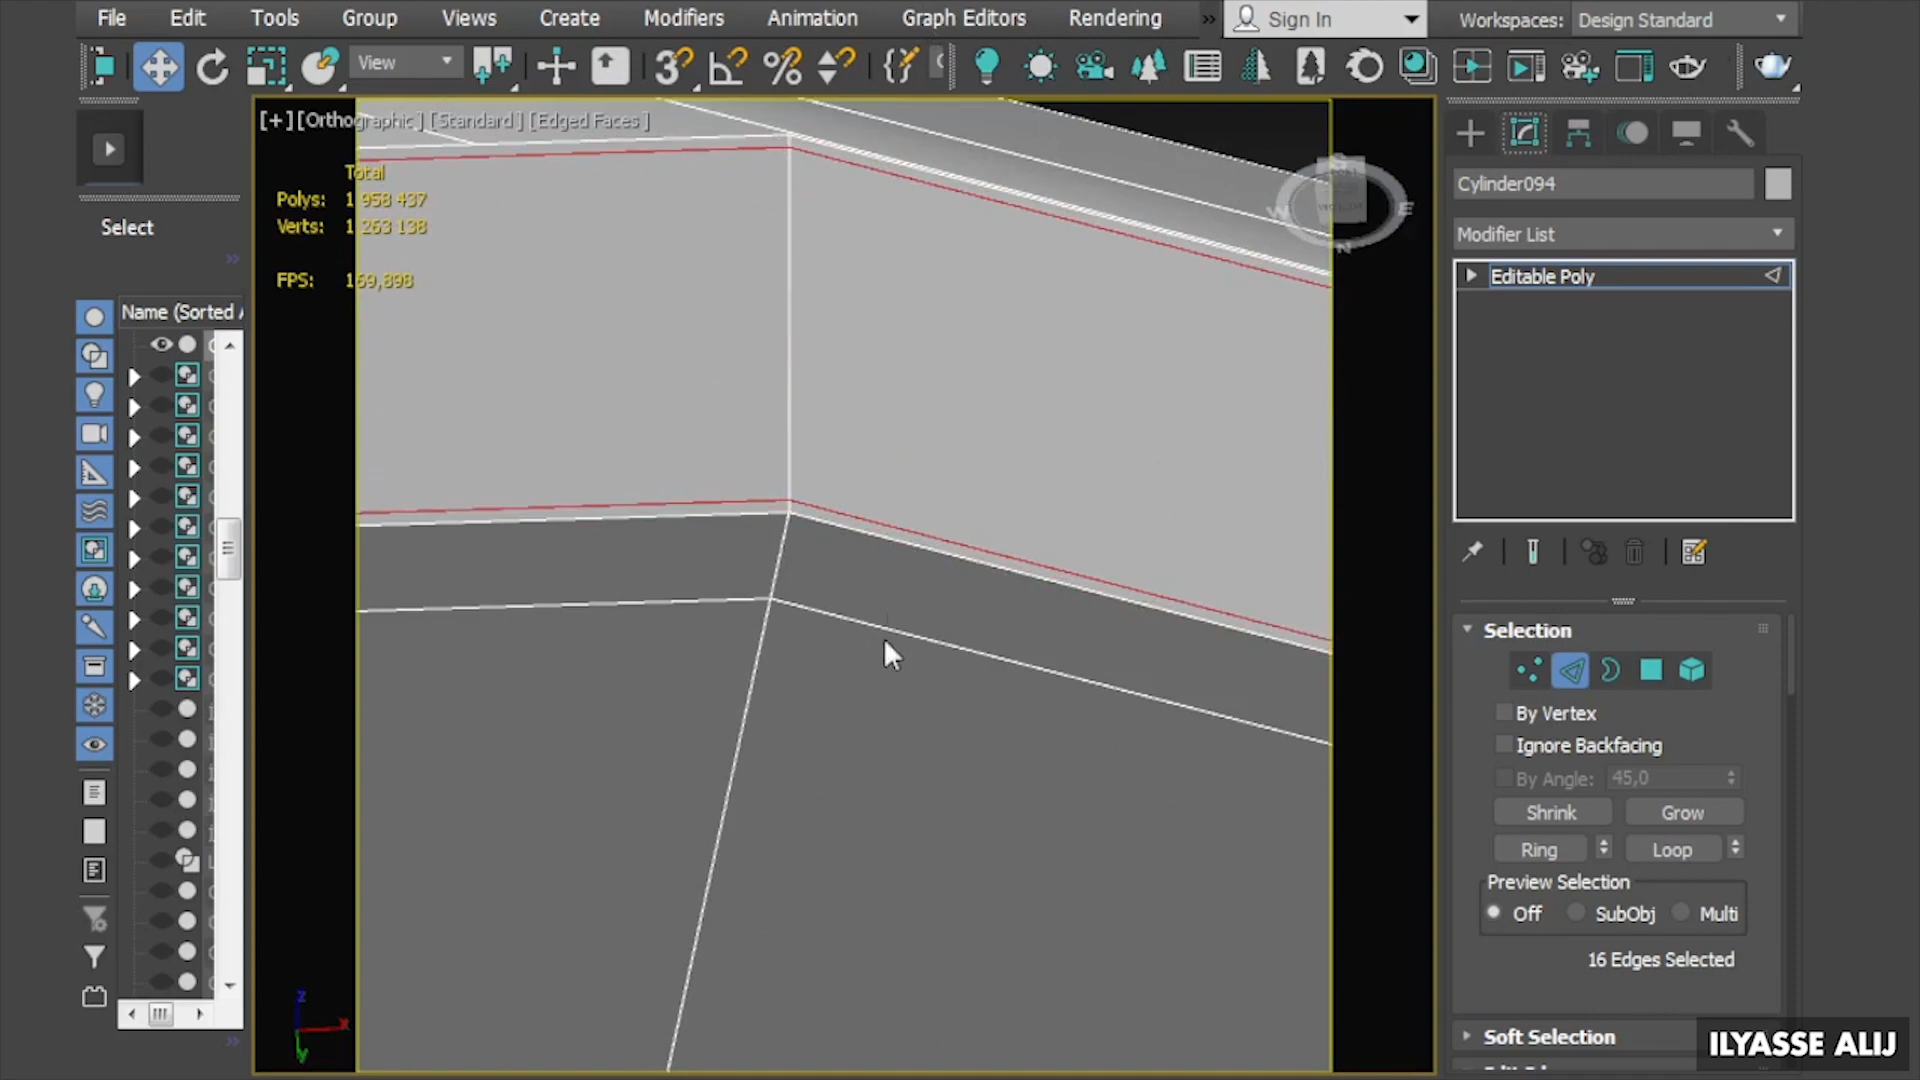 File Edit Tools Group Views Create Modifiers Animation Graph Editors Rendering » Sign In Workspaces: Design Standard
View
[+] [Orthographic] [Standard] [Edged Faces]
Total
Polys: 1 958 437
Verts: 1 263 138
FPS: 169,898
Select
Name (Sorted A
Cylinder094
Modifier List
Editable Poly
Selection
By Vertex
Ignore Backfacing
By Angle: 45,0
Shrink Grow
Ring Loop
Preview Selection
Off SubObj Multi
16 Edges Selected
Soft Selection
ILYASSE ALIJ
W E
N
z
x
y